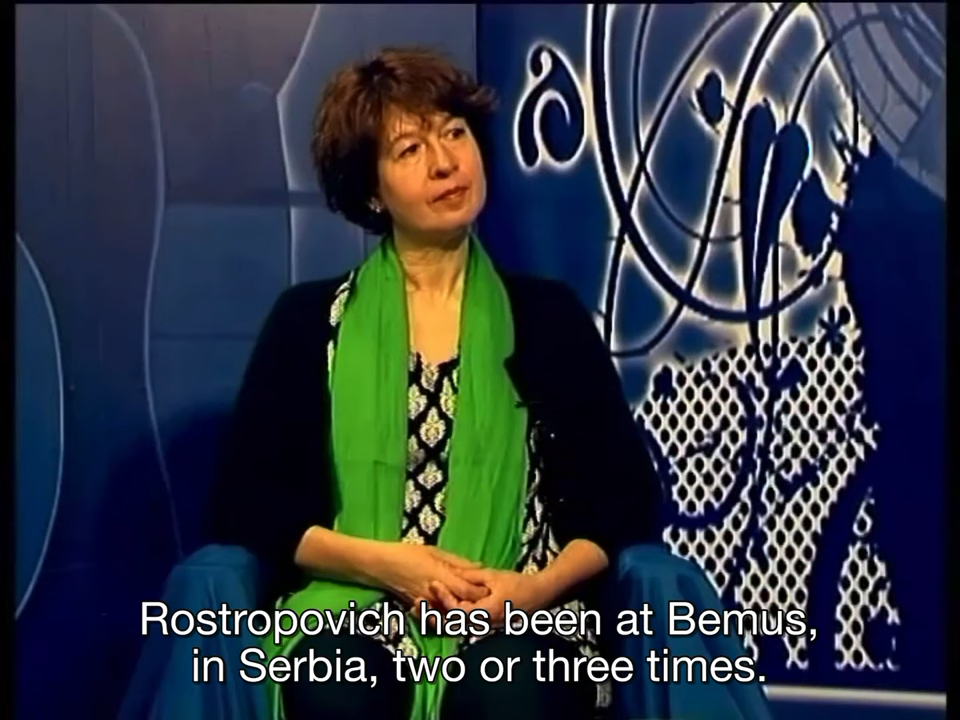 Rostropovich has been at Bemus,
in Serbia, two or three times.